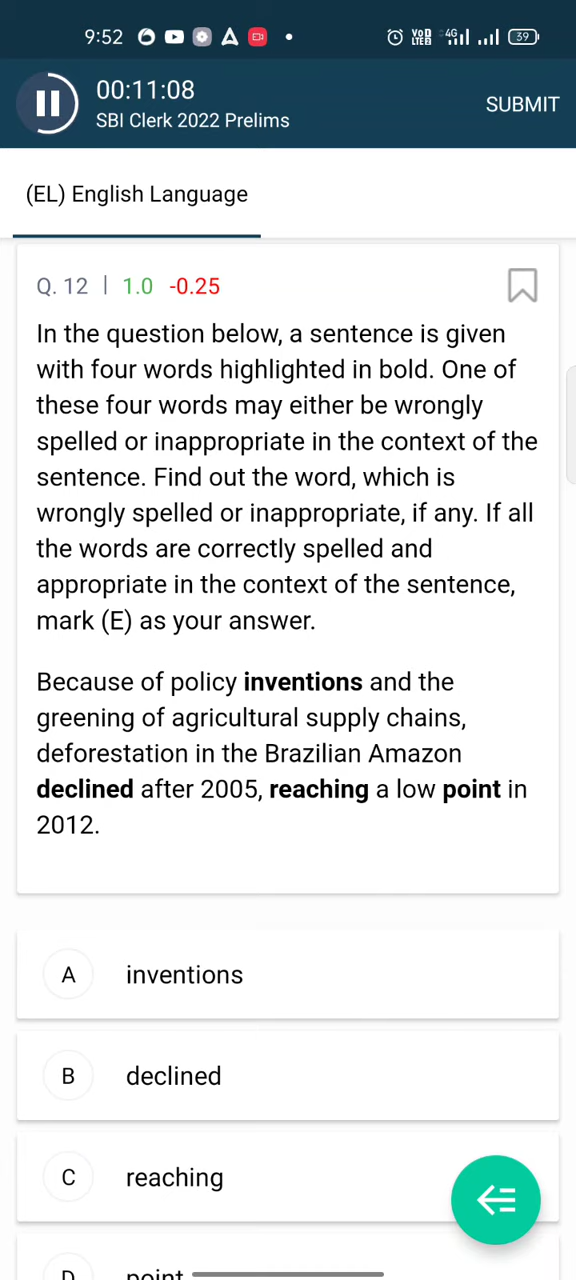 9:52
VoD LTE2 4G 39
00:11:08
SBI Clerk 2022 Prelims
SUBMIT
(EL) English Language
Q. 12 | 1.0 -0.25
In the question below, a sentence is given
with four words highlighted in bold. One of
these four words may either be wrongly
spelled or inappropriate in the context of the
sentence. Find out the word, which is
wrongly spelled or inappropriate, if any. If all
the words are correctly spelled and
appropriate in the context of the sentence,
mark (E) as your answer.
Because of policy inventions and the
greening of agricultural supply chains,
deforestation in the Brazilian Amazon
declined after 2005, reaching a low point in
2012.
A inventions
B declined
C reaching
D point